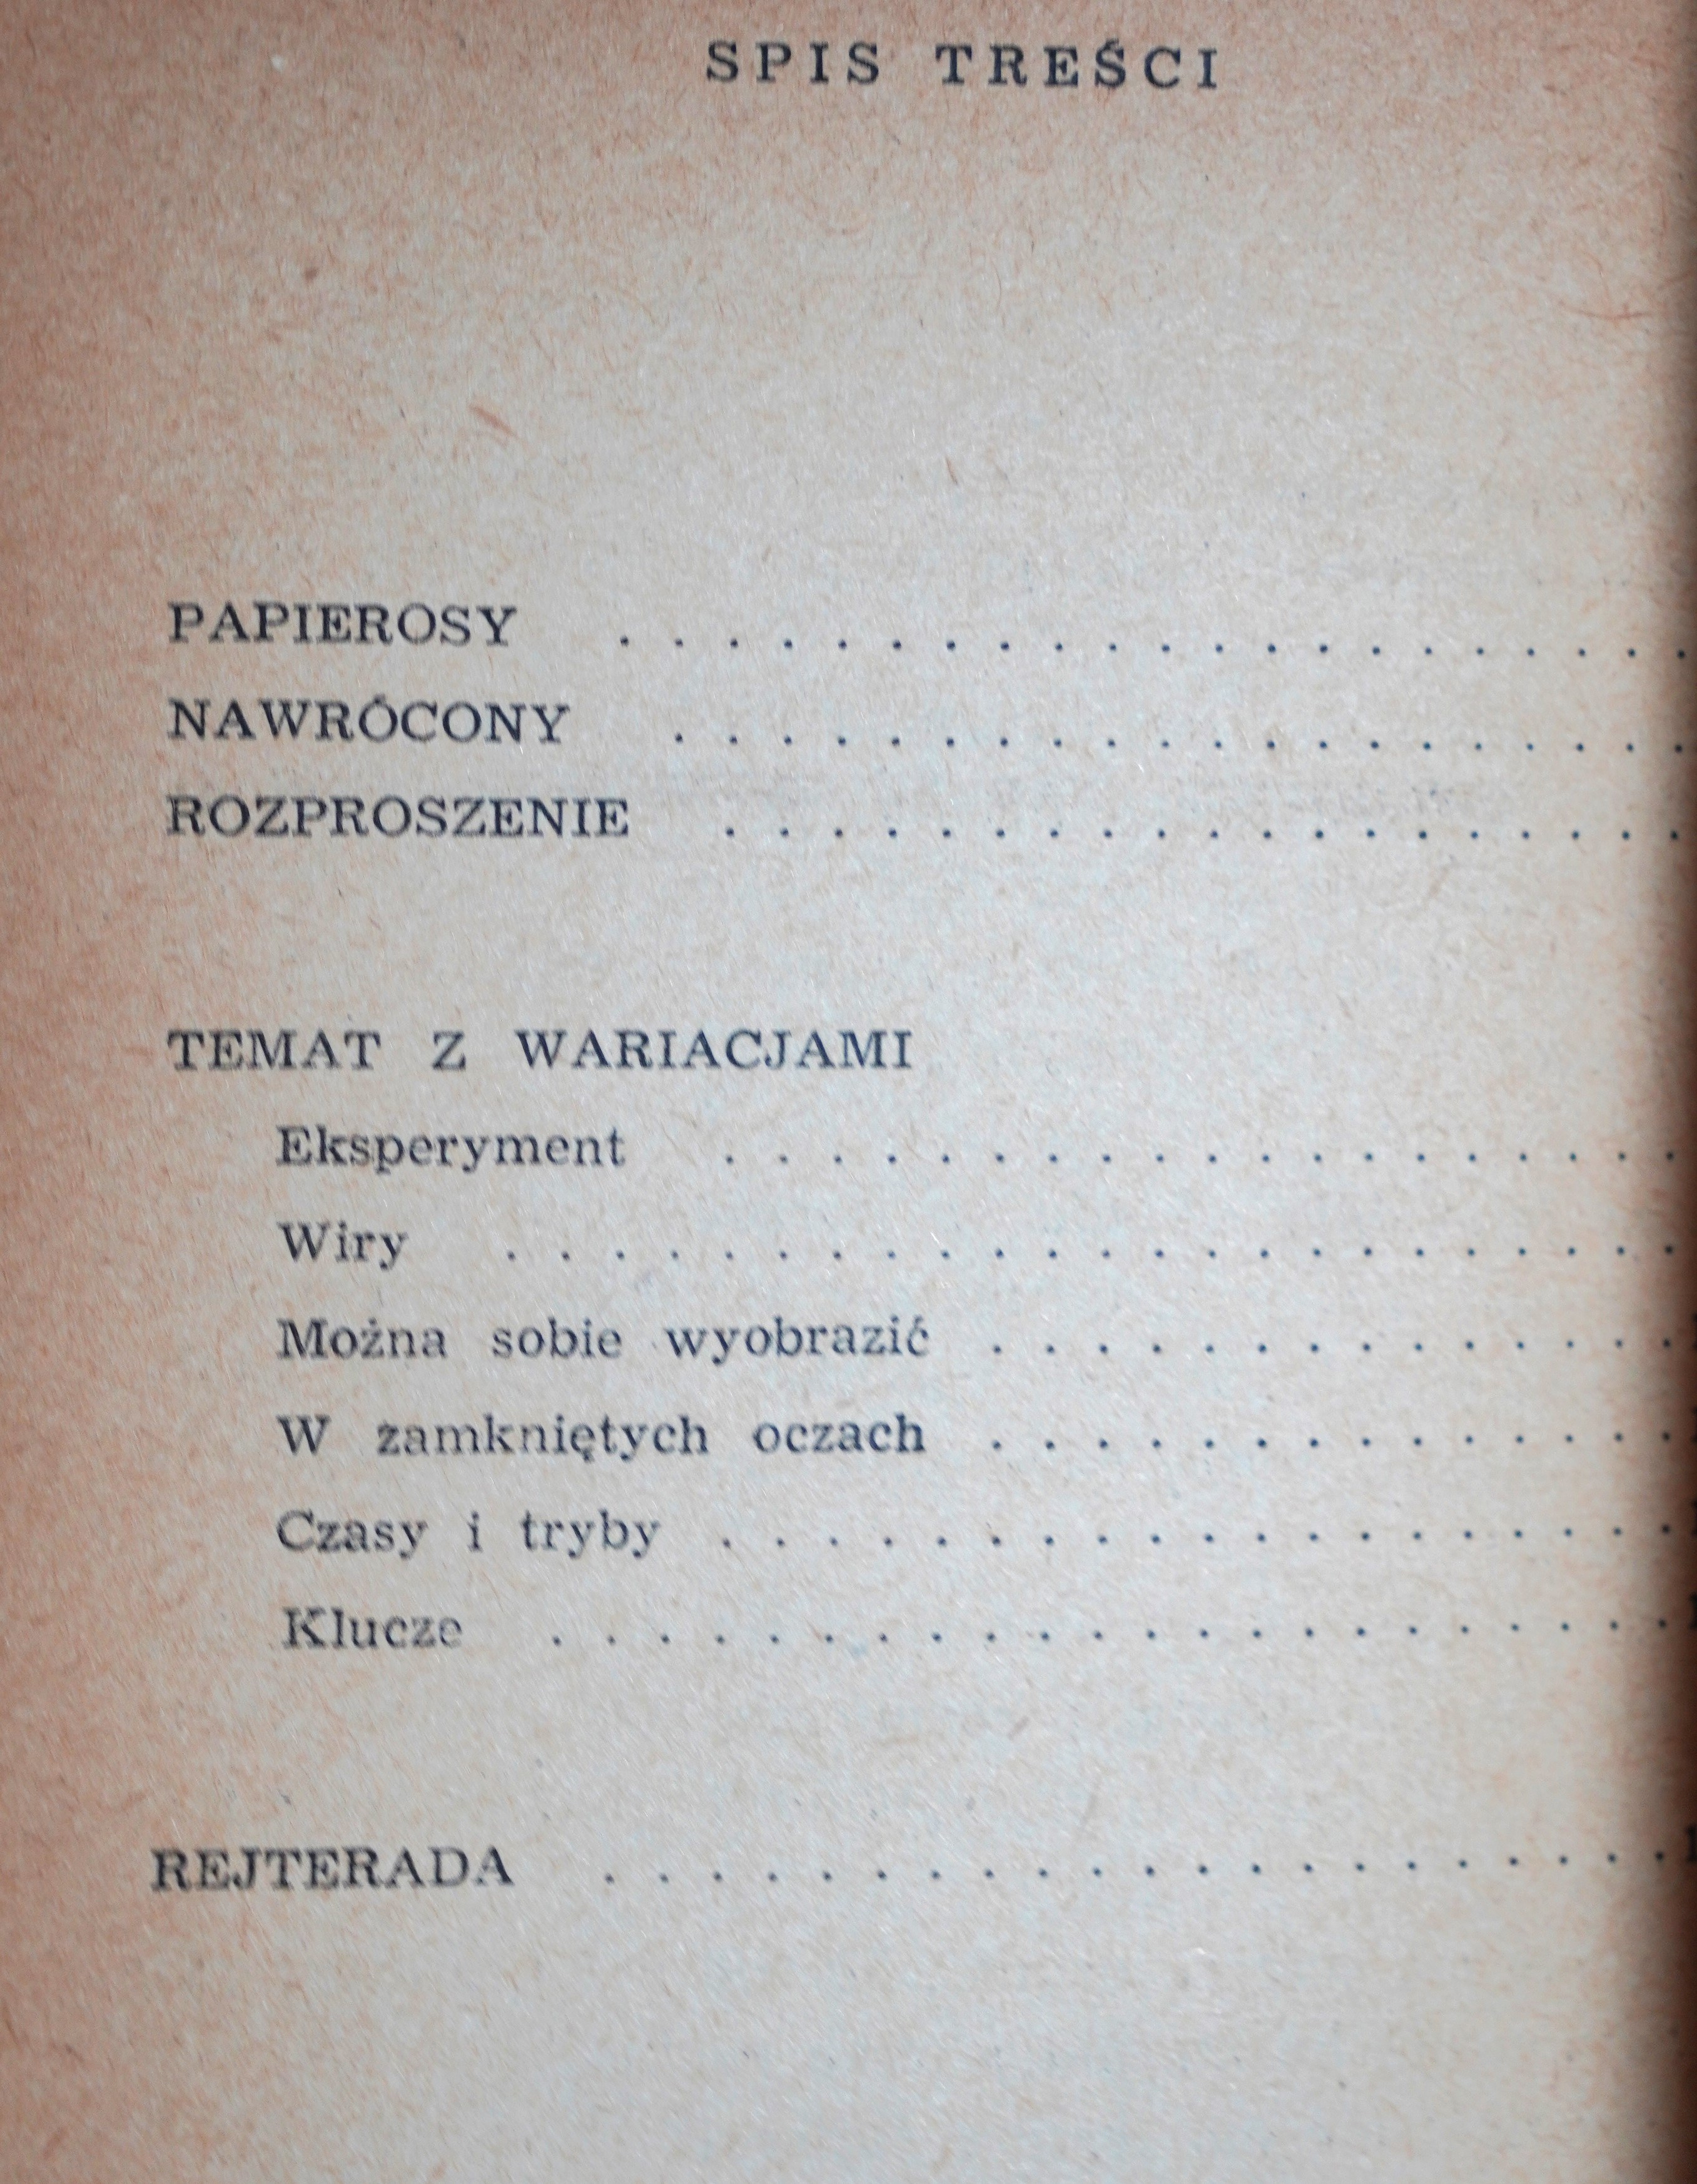 SPIS TREŚCI
PAPIEROSY . . . . . . . . . . . . . . . . . . . . .
NAWRÓCONY . . . . . . . . . . . . . . . . . . . .
ROZPROSZENIE . . . . . . . . . . . . . . . . . . .
TEMAT Z WARIACJAMI
Eksperyment . . . . . . . . . . . . . . . . . . .
Wiry . . . . . . . . . . . . . . . . . . . . . . .
Można sobie wyobrazić . . . . . . . . . . . . . .
W zamkniętych oczach . . . . . . . . . . . . . .
Czasy i tryby . . . . . . . . . . . . . . . . . . .
Klucze . . . . . . . . . . . . . . . . . . . . . .
REJTERADA . . . . . . . . . . . . . . . . . . . . .